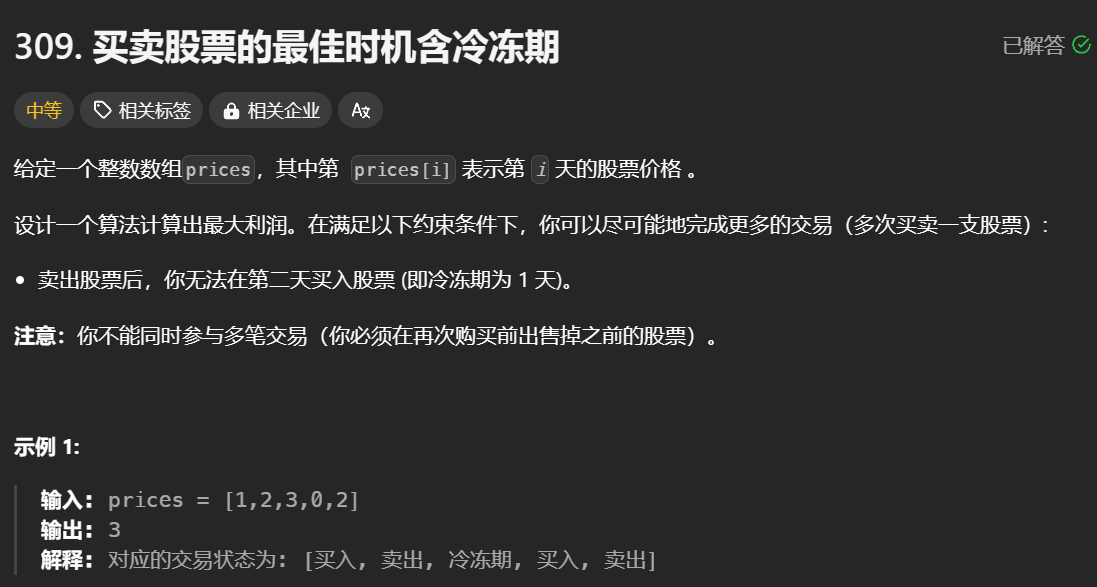 309. 买卖股票的最佳时机含冷冻期
已解答
中等 相关标签 相关企业
给定一个整数数组prices，其中第 prices[i] 表示第 i 天的股票价格 。
设计一个算法计算出最大利润。在满足以下约束条件下，你可以尽可能地完成更多的交易（多次买卖一支股票）:
• 卖出股票后，你无法在第二天买入股票 (即冷冻期为 1 天)。
注意：你不能同时参与多笔交易（你必须在再次购买前出售掉之前的股票）。
示例 1:
输入: prices = [1,2,3,0,2]
输出: 3
解释: 对应的交易状态为: [买入, 卖出, 冷冻期, 买入, 卖出]